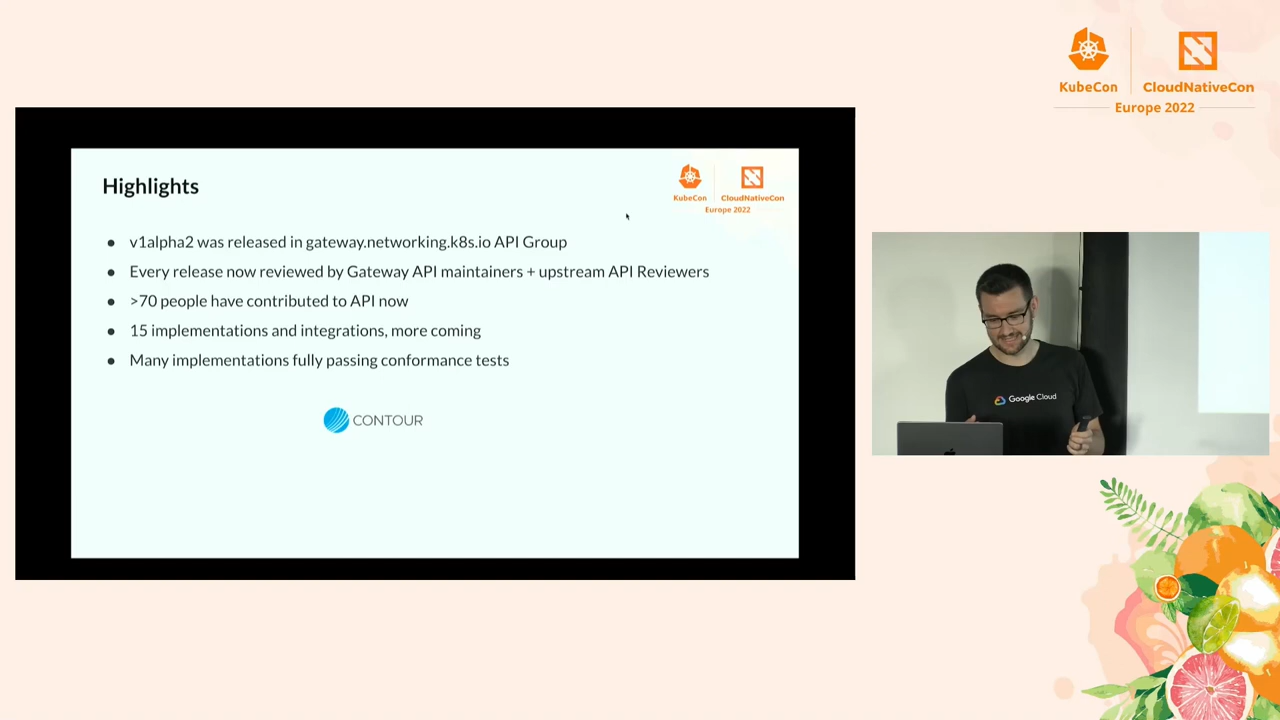 KubeCon
CloudNativeCon
Europe 2022
Highlights
KubeCon
CloudNativeCon
Europe 2022
● v1alpha2 was released in gateway.networking.k8s.io API Group
● Every release now reviewed by Gateway API maintainers + upstream API Reviewers
● >70 people have contributed to API now
● 15 implementations and integrations, more coming
● Many implementations fully passing conformance tests
CONTOUR
Google Cloud